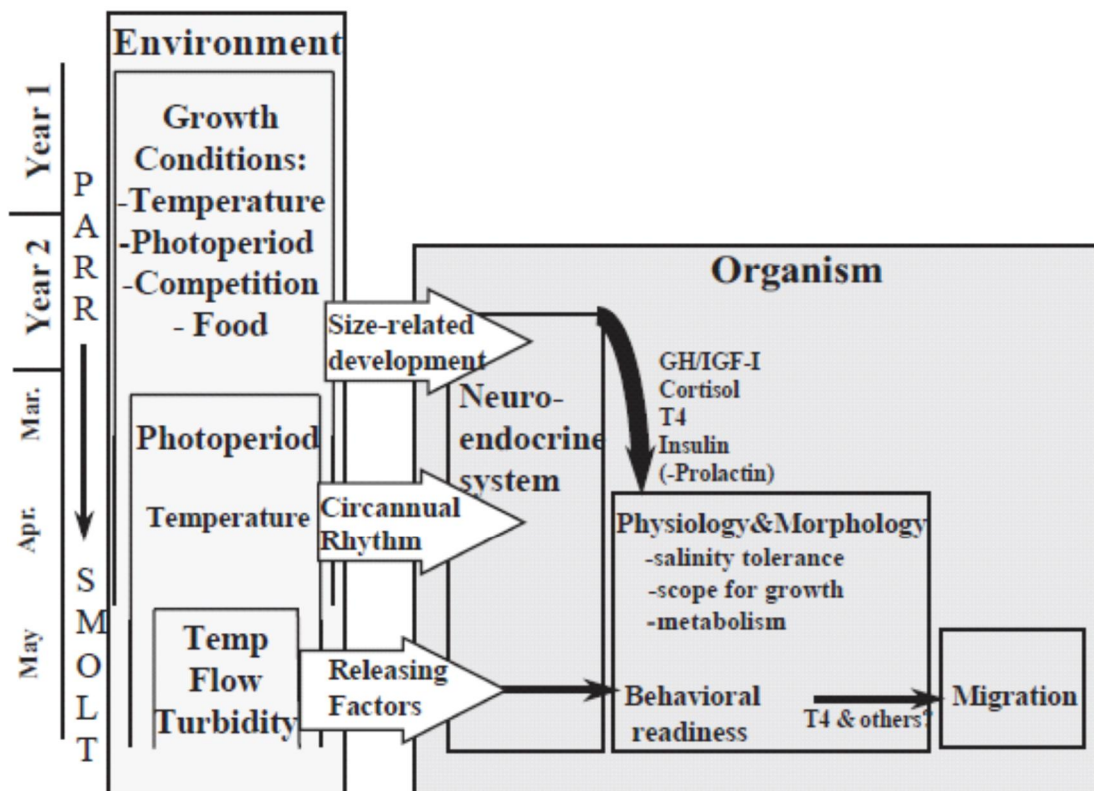 Environment
Year 1
Year 2
Mar.
Apr.
May
PARR
SMOLT
Growth
Conditions:
-Temperature
-Photoperiod
-Competition
- Food
Photoperiod
Temperature
Temp
Flow
Turbidity
Size-related
development
Circannual
Rhythm
Releasing
Factors
Organism
Neuro-
endocrine
system
GH/IGF-I
Cortisol
T4
Insulin
(-Prolactin)
Physiology&Morphology
-salinity tolerance
-scope for growth
-metabolism
Behavioral
readiness
T4 & others?
Migration